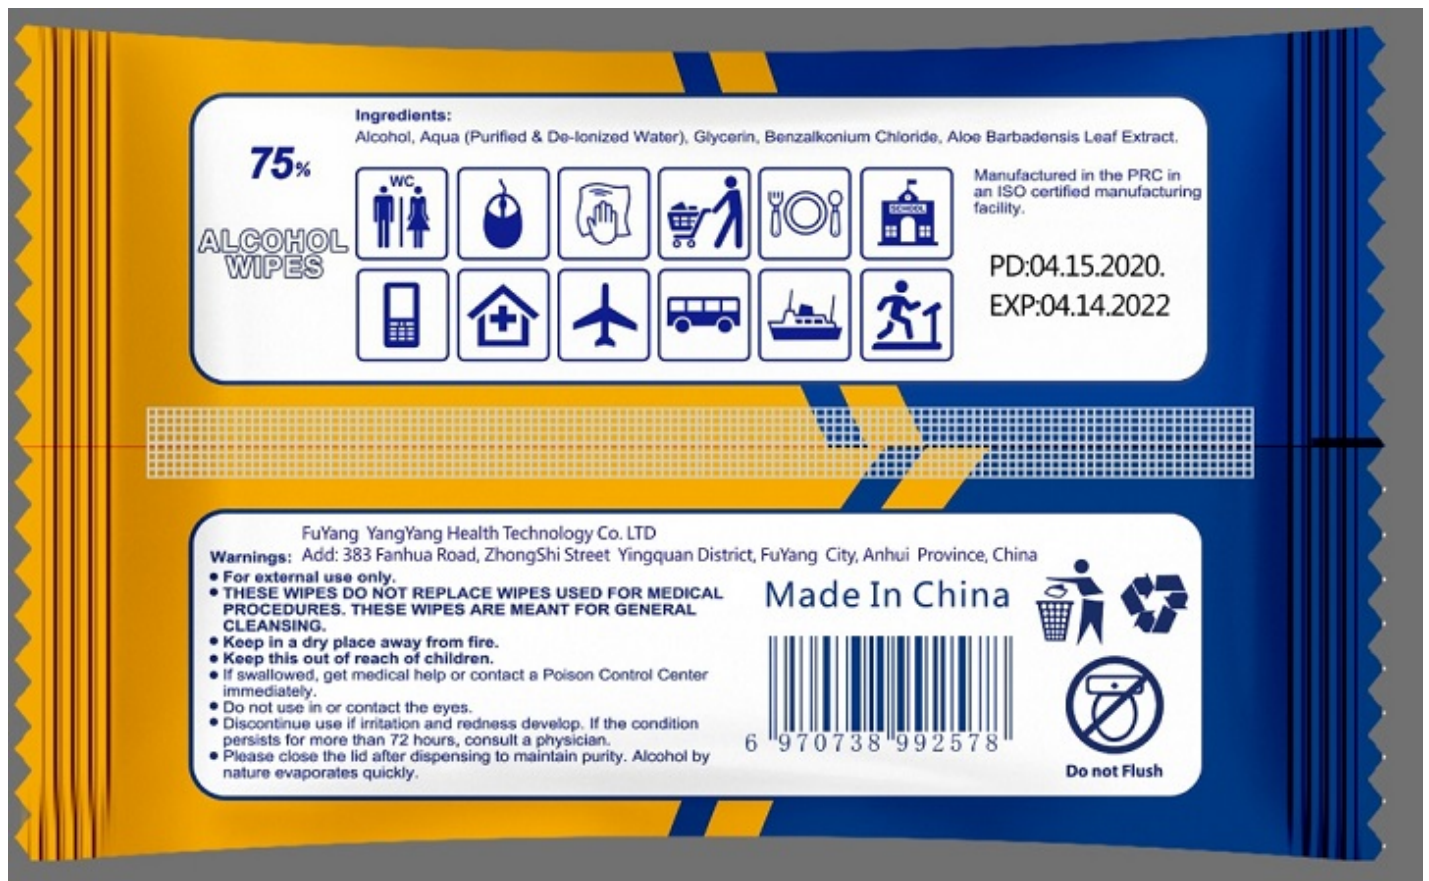 Ingredients:
Alcohol, Aqua (Purified & De-Ionized Water), Glycerin, Benzalkonium Chloride, Aloe Barbadensis Leaf Extract.
75%
ALCOHOL
WIPES
WC
SCHOOL
Manufactured in the PRC in
an ISO certified manufacturing
facility.
PD:04.15.2020.
EXP:04.14.2022
FuYang YangYang Health Technology Co. LTD
Warnings: Add: 383 Fanhua Road, ZhongShi Street Yingquan District, FuYang City, Anhui Province, China
• For external use only.
• THESE WIPES DO NOT REPLACE WIPES USED FOR MEDICAL
PROCEDURES. THESE WIPES ARE MEANT FOR GENERAL
CLEANSING.
• Keep in a dry place away from fire.
• Keep this out of reach of children.
• If swallowed, get medical help or contact a Poison Control Center
immediately.
• Do not use in or contact the eyes.
• Discontinue use if irritation and redness develop. If the condition
persists for more than 72 hours, consult a physician.
• Please close the lid after dispensing to maintain purity. Alcohol by
nature evaporates quickly.
Made In China
6 970738 992578
Do not Flush